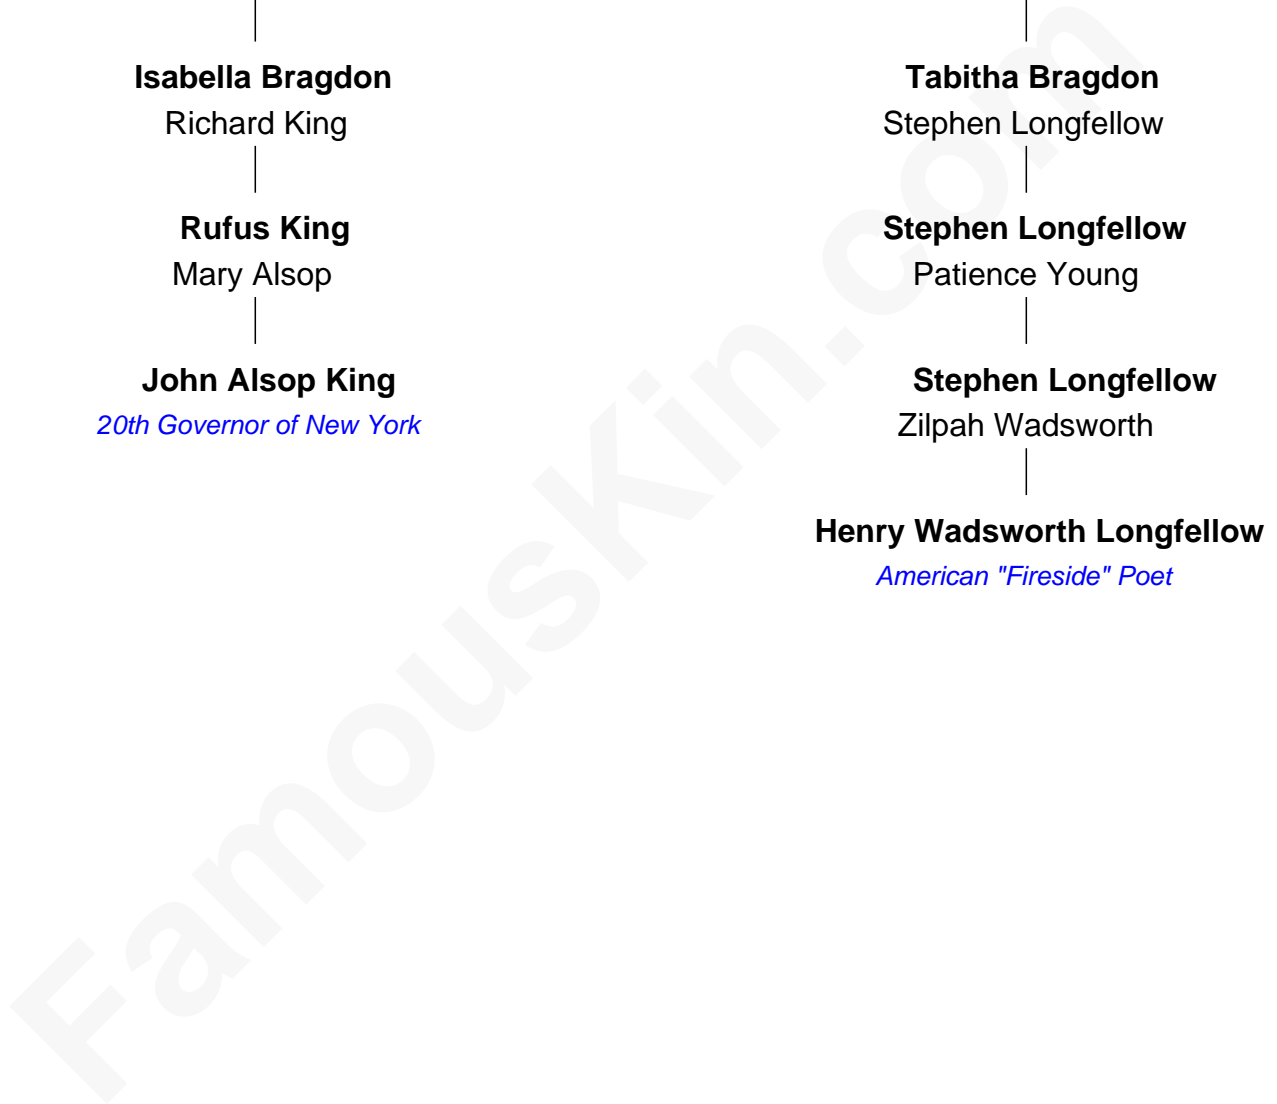 Isabella Bragdon
Richard King
Rufus King
Mary Alsop
John Alsop King
20th Governor of New York
Tabitha Bragdon
Stephen Longfellow
Stephen Longfellow
Patience Young
Stephen Longfellow
Zilpah Wadsworth
Henry Wadsworth Longfellow
American "Fireside" Poet
FamousKin.com